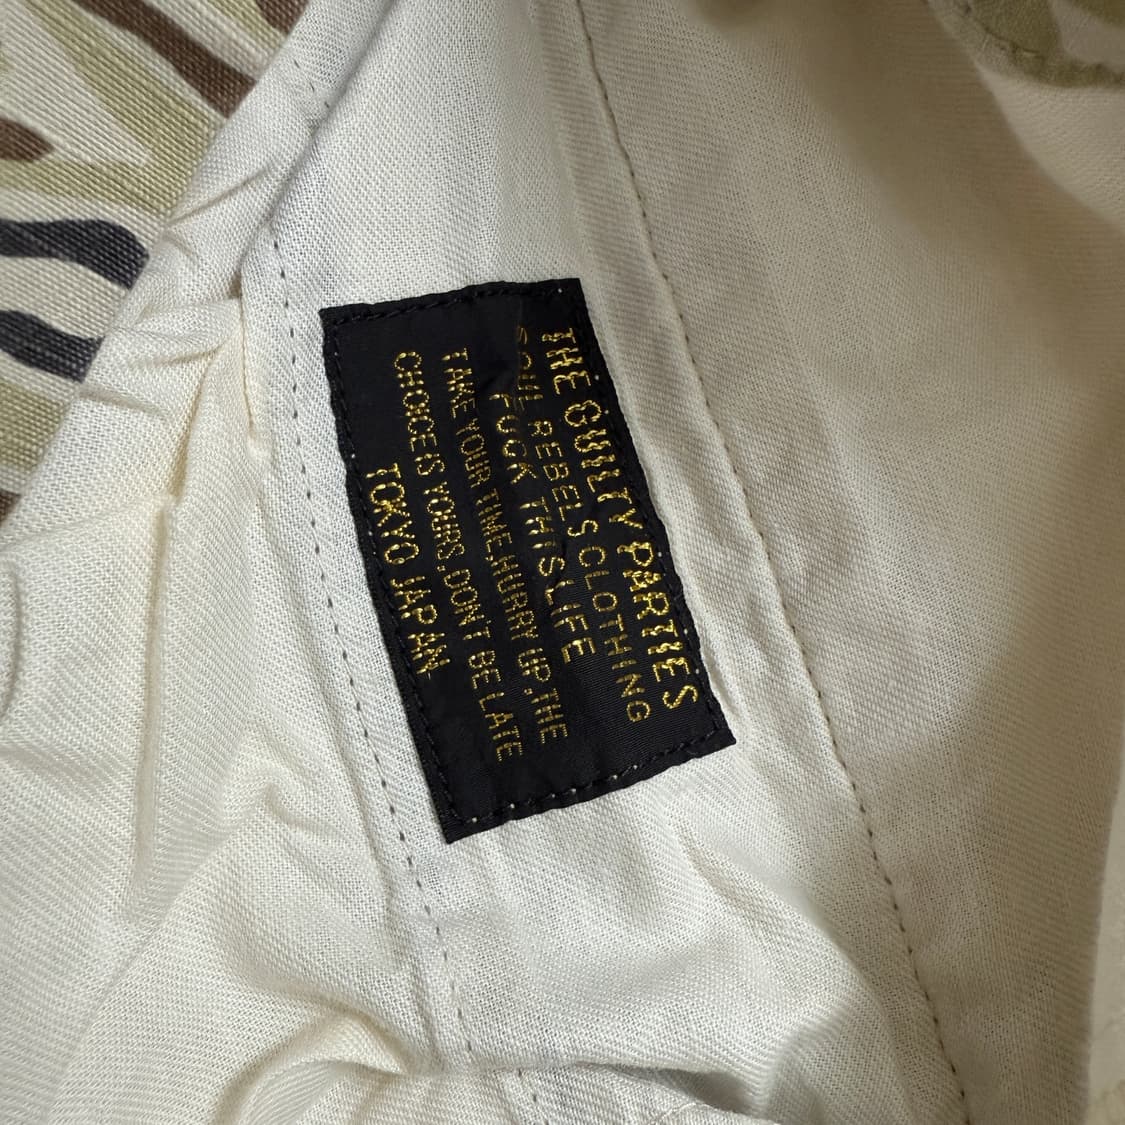 THE GUILTY PARTIES
SOUL REBELS CLOTHING
FUCK THIS LIFE
TAKE YOUR TIME,HURRY UP,THE
CHOICE IS YOURS,DON'T BE LATE
TOKYO JAPAN